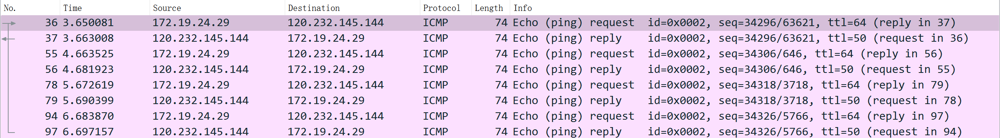 No. Time Source Destination Protocol Length Info
36 3.650081 172.19.24.29 120.232.145.144 ICMP 74 Echo (ping) request id=0x0002, seq=34296/63621, ttl=64 (reply in 37)
37 3.663008 120.232.145.144 172.19.24.29 ICMP 74 Echo (ping) reply id=0x0002, seq=34296/63621, ttl=50 (request in 36)
55 4.663525 172.19.24.29 120.232.145.144 ICMP 74 Echo (ping) request id=0x0002, seq=34306/646, ttl=64 (reply in 56)
56 4.681923 120.232.145.144 172.19.24.29 ICMP 74 Echo (ping) reply id=0x0002, seq=34306/646, ttl=50 (request in 55)
78 5.672619 172.19.24.29 120.232.145.144 ICMP 74 Echo (ping) request id=0x0002, seq=34318/3718, ttl=64 (reply in 79)
79 5.690399 120.232.145.144 172.19.24.29 ICMP 74 Echo (ping) reply id=0x0002, seq=34318/3718, ttl=50 (request in 78)
94 6.683870 172.19.24.29 120.232.145.144 ICMP 74 Echo (ping) request id=0x0002, seq=34326/5766, ttl=64 (reply in 97)
97 6.697157 120.232.145.144 172.19.24.29 ICMP 74 Echo (ping) reply id=0x0002, seq=34326/5766, ttl=50 (request in 94)